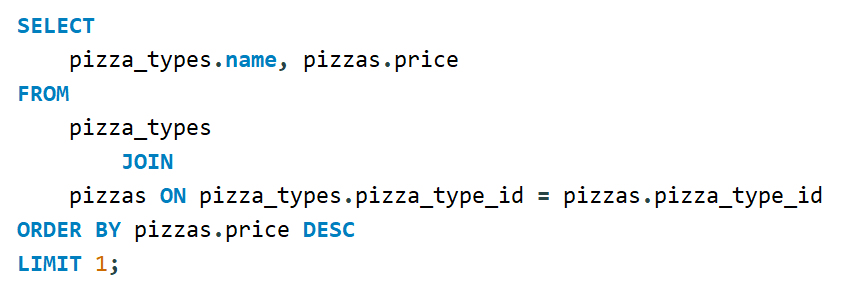 SELECT
    pizza_types.name, pizzas.price
FROM
    pizza_types
        JOIN
    pizzas ON pizza_types.pizza_type_id = pizzas.pizza_type_id
ORDER BY pizzas.price DESC
LIMIT 1;